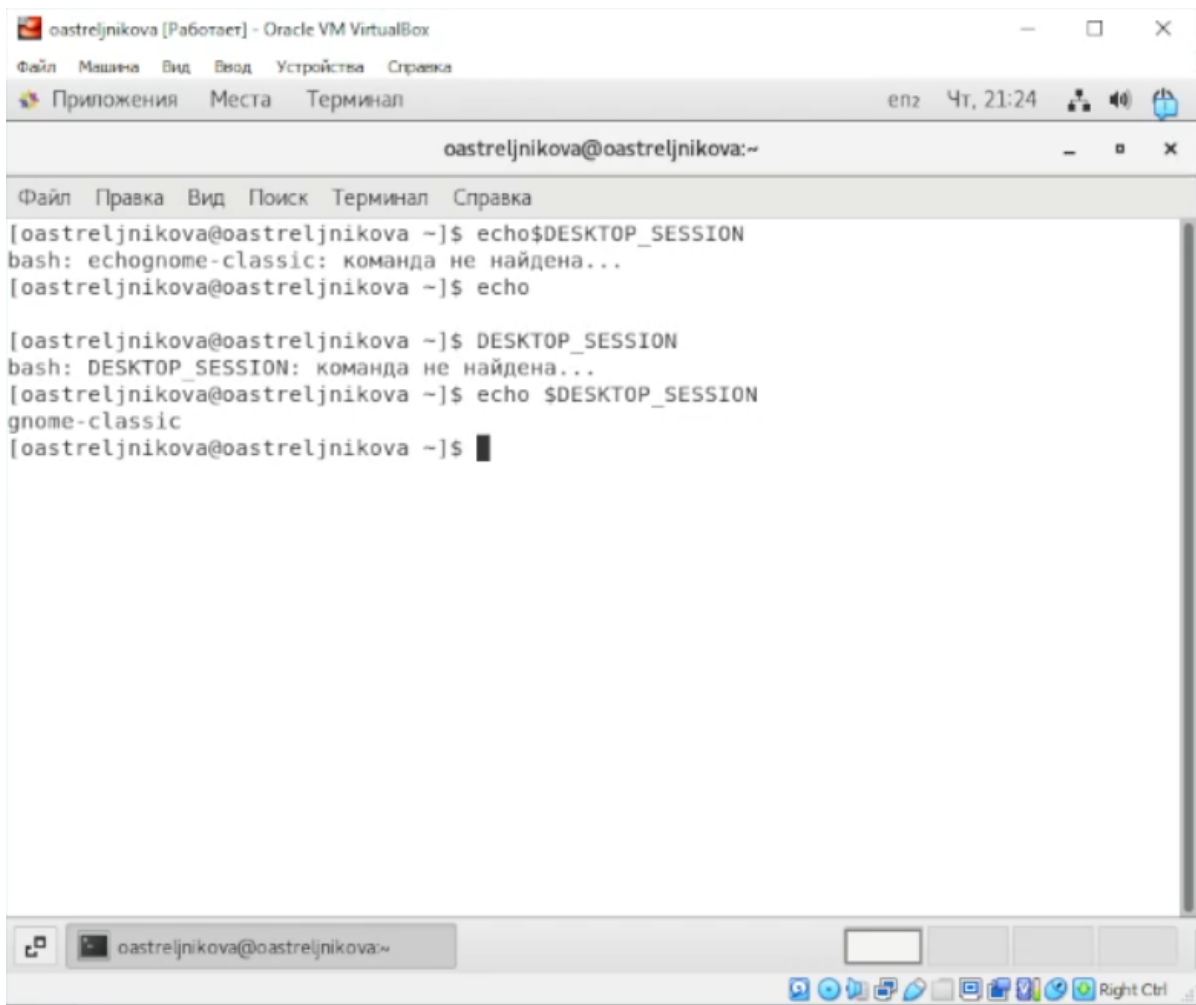 oastreljnikova [Работает] - Oracle VM VirtualBox
Файл Машина Вид Ввод Устройства Справка
Приложения Места Терминал en2 Чт, 21:24
oastreljnikova@oastreljnikova:~
Файл Правка Вид Поиск Терминал Справка
[oastreljnikova@oastreljnikova ~]$ echo$DESKTOP_SESSION
bash: echognome-classic: команда не найдена...
[oastreljnikova@oastreljnikova ~]$ echo
[oastreljnikova@oastreljnikova ~]$ DESKTOP_SESSION
bash: DESKTOP_SESSION: команда не найдена...
[oastreljnikova@oastreljnikova ~]$ echo $DESKTOP_SESSION
gnome-classic
[oastreljnikova@oastreljnikova ~]$
oastreljnikova@oastreljnikova:~
Right Ctrl